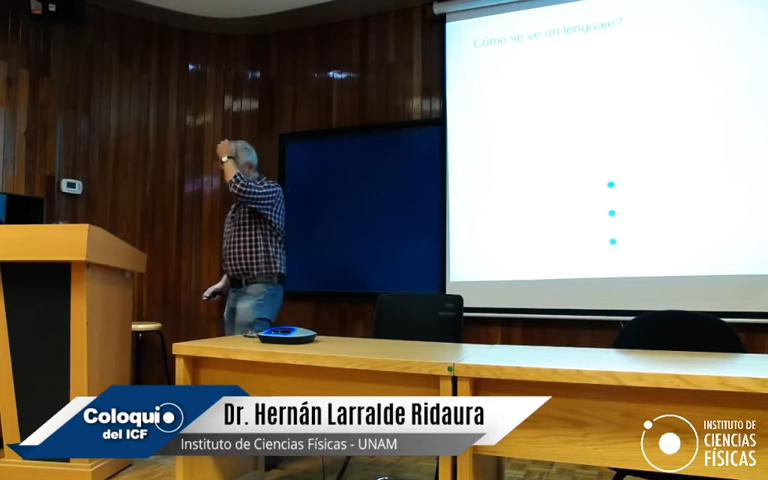 Cómo se ve un lenguaje?
Coloquio
del ICF
Dr. Hernán Larralde Ridaura
Instituto de Ciencias Físicas - UNAM
INSTITUTO DE
CIENCIAS
FÍSICAS